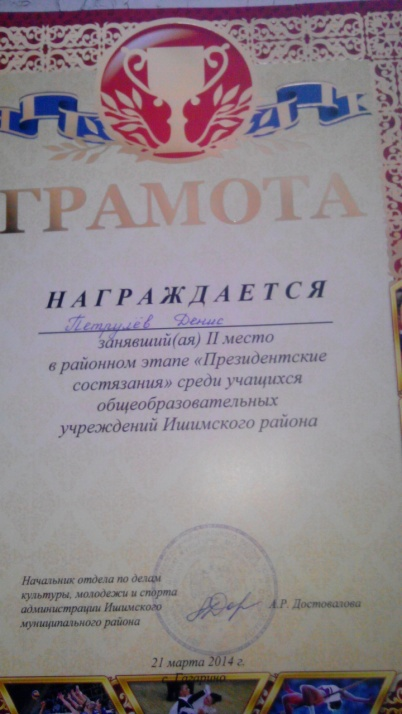 ГРАМОТА
НАГРАЖДАЕТСЯ
Петрулёв Денис
занявший(ая) II место
в районном этапе «Президентские
состязания» среди учащихся
общеобразовательных
учреждений Ишимского района
Начальник отдела по делам
культуры, молодежи и спорта
администрации Ишимского
муниципального района
А.Р. Достовалова
21 марта 2014 г.
с. Гагарино